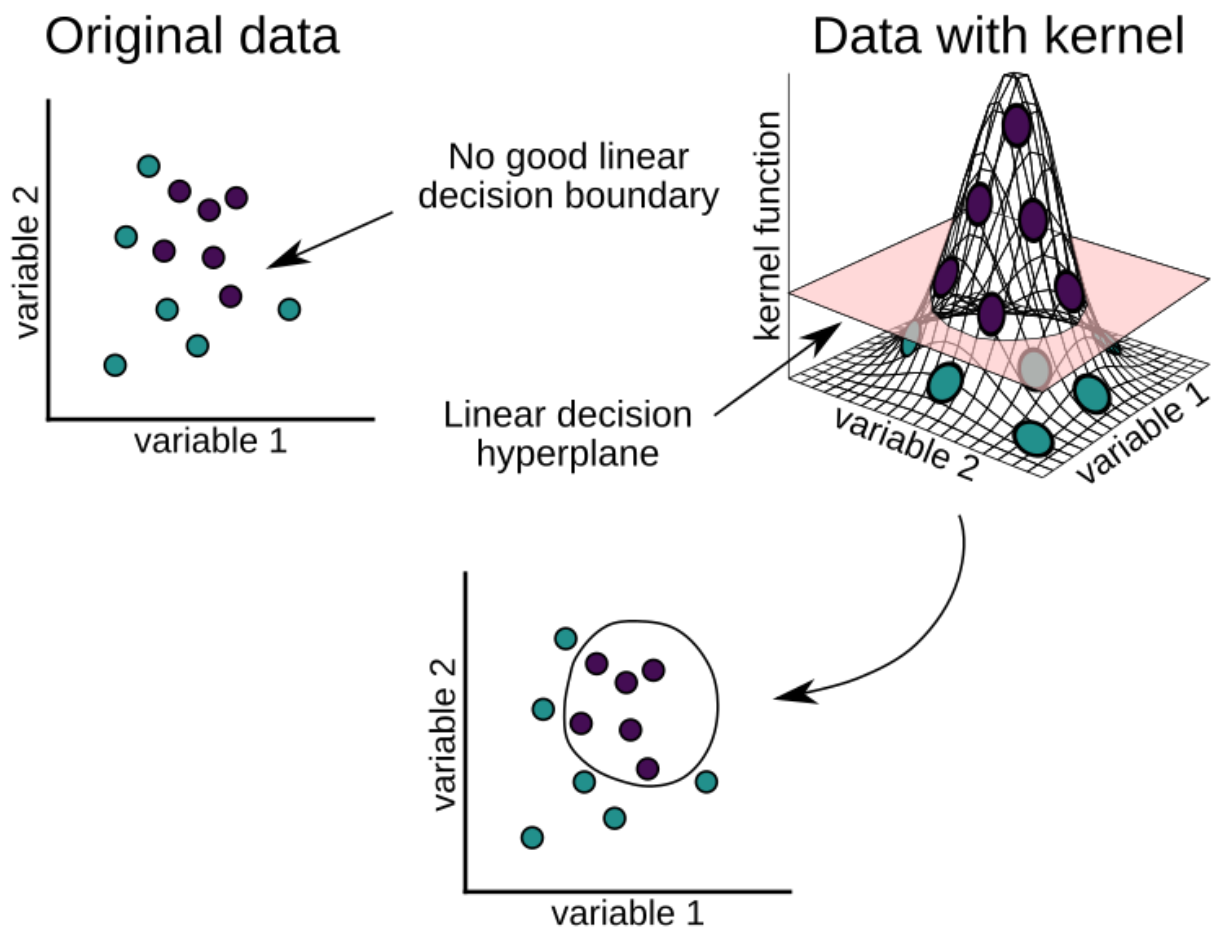 Original data
variable 2
variable 1
No good linear
decision boundary
Data with kernel
kernel function
variable 2
variable 1
Linear decision
hyperplane
variable 2
variable 1